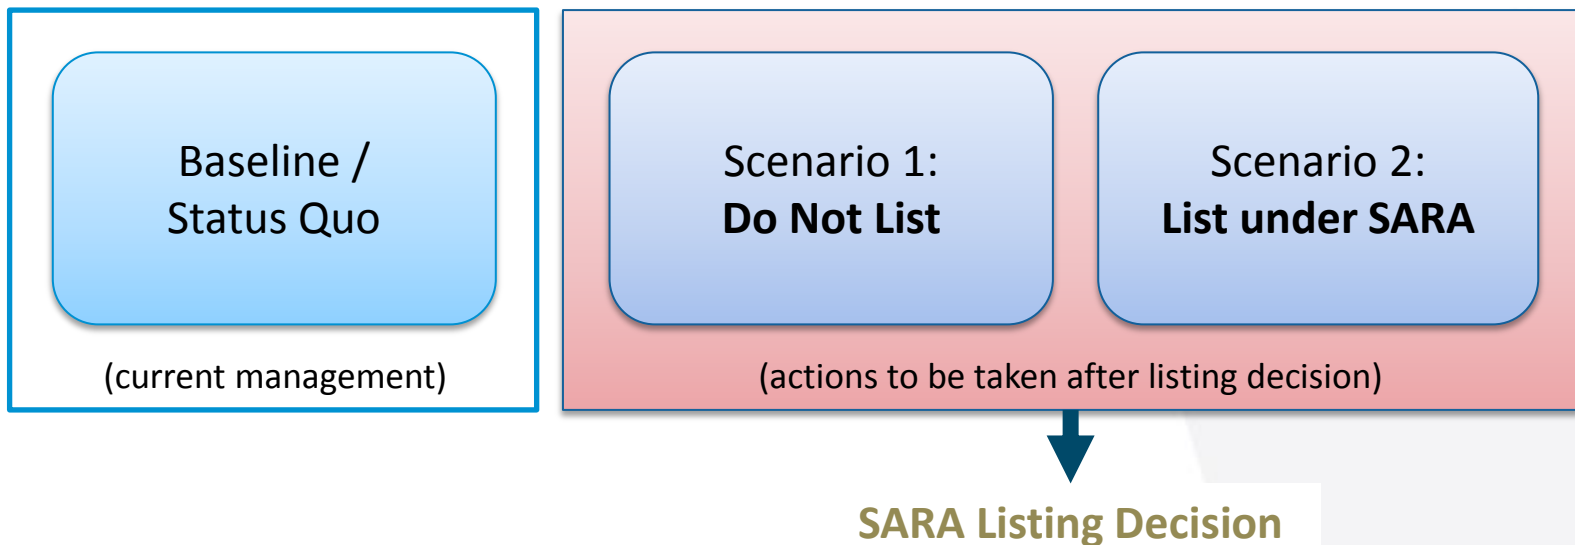 Baseline /
Status Quo
(current management)
Scenario 1:
Do Not List
Scenario 2:
List under SARA
(actions to be taken after listing decision)
SARA Listing Decision